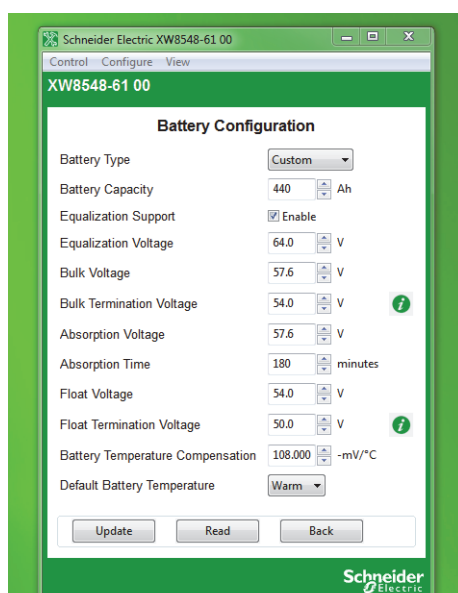 Schneider Electric XW8548-61 00
Control Configure View
XW8548-61 00
Battery Configuration
Battery Type Custom
Battery Capacity 440 Ah
Equalization Support Enable
Equalization Voltage 64.0 V
Bulk Voltage 57.6 V
Bulk Termination Voltage 54.0 V i
Absorption Voltage 57.6 V
Absorption Time 180 minutes
Float Voltage 54.0 V
Float Termination Voltage 50.0 V i
Battery Temperature Compensation 108.000 -mV/°C
Default Battery Temperature Warm
Update Read Back
Schneider
Electric